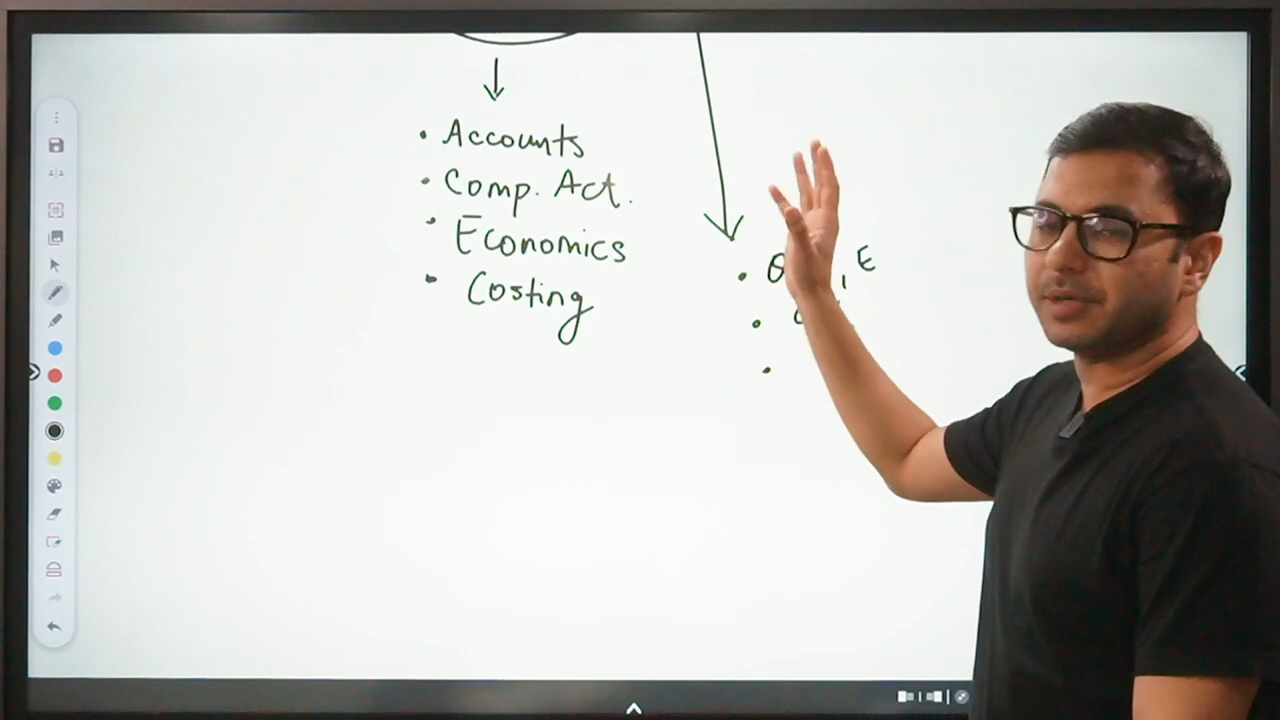 • Accounts
• Comp. Act.
• Economics
• Costing
• , E
•
•